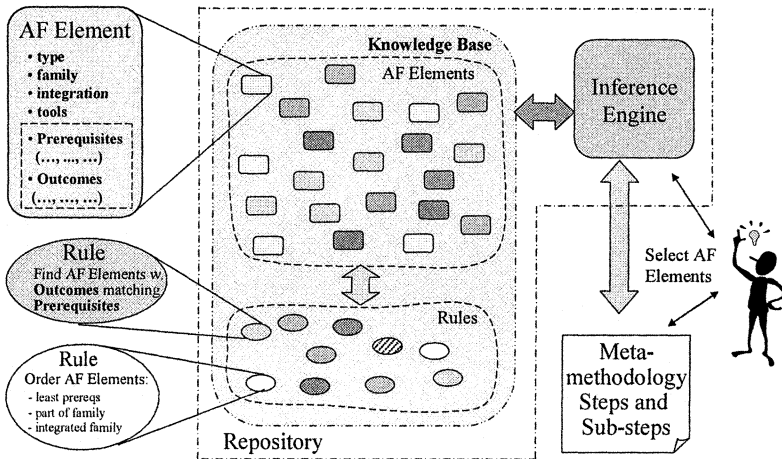 AF Element
• type
• family
• integration
• tools
• Prerequisites
(…, ..., …)
• Outcomes
(…, …, …)
Knowledge Base
AF Elements
Inference
Engine
Rule
Find AF Elements w.
Outcomes matching
Prerequisites
Rules
Select AF
Elements
Rule
Order AF Elements:
- least prereqs
- part of family
- integrated family
Meta-
methodology
Steps and
Sub-steps
Repository